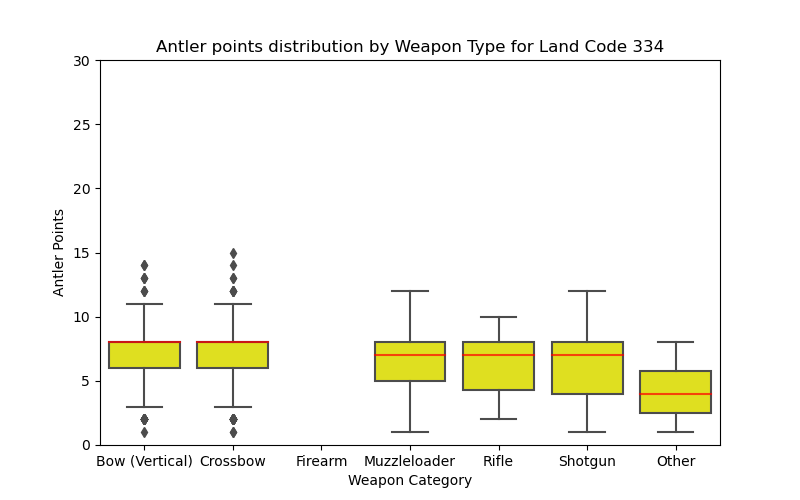 Antler points distribution by Weapon Type for Land Code 334
30
25
20
15
10
5
0
Antler Points
Bow (Vertical) Crossbow Firearm Muzzleloader Rifle Shotgun Other
Weapon Category